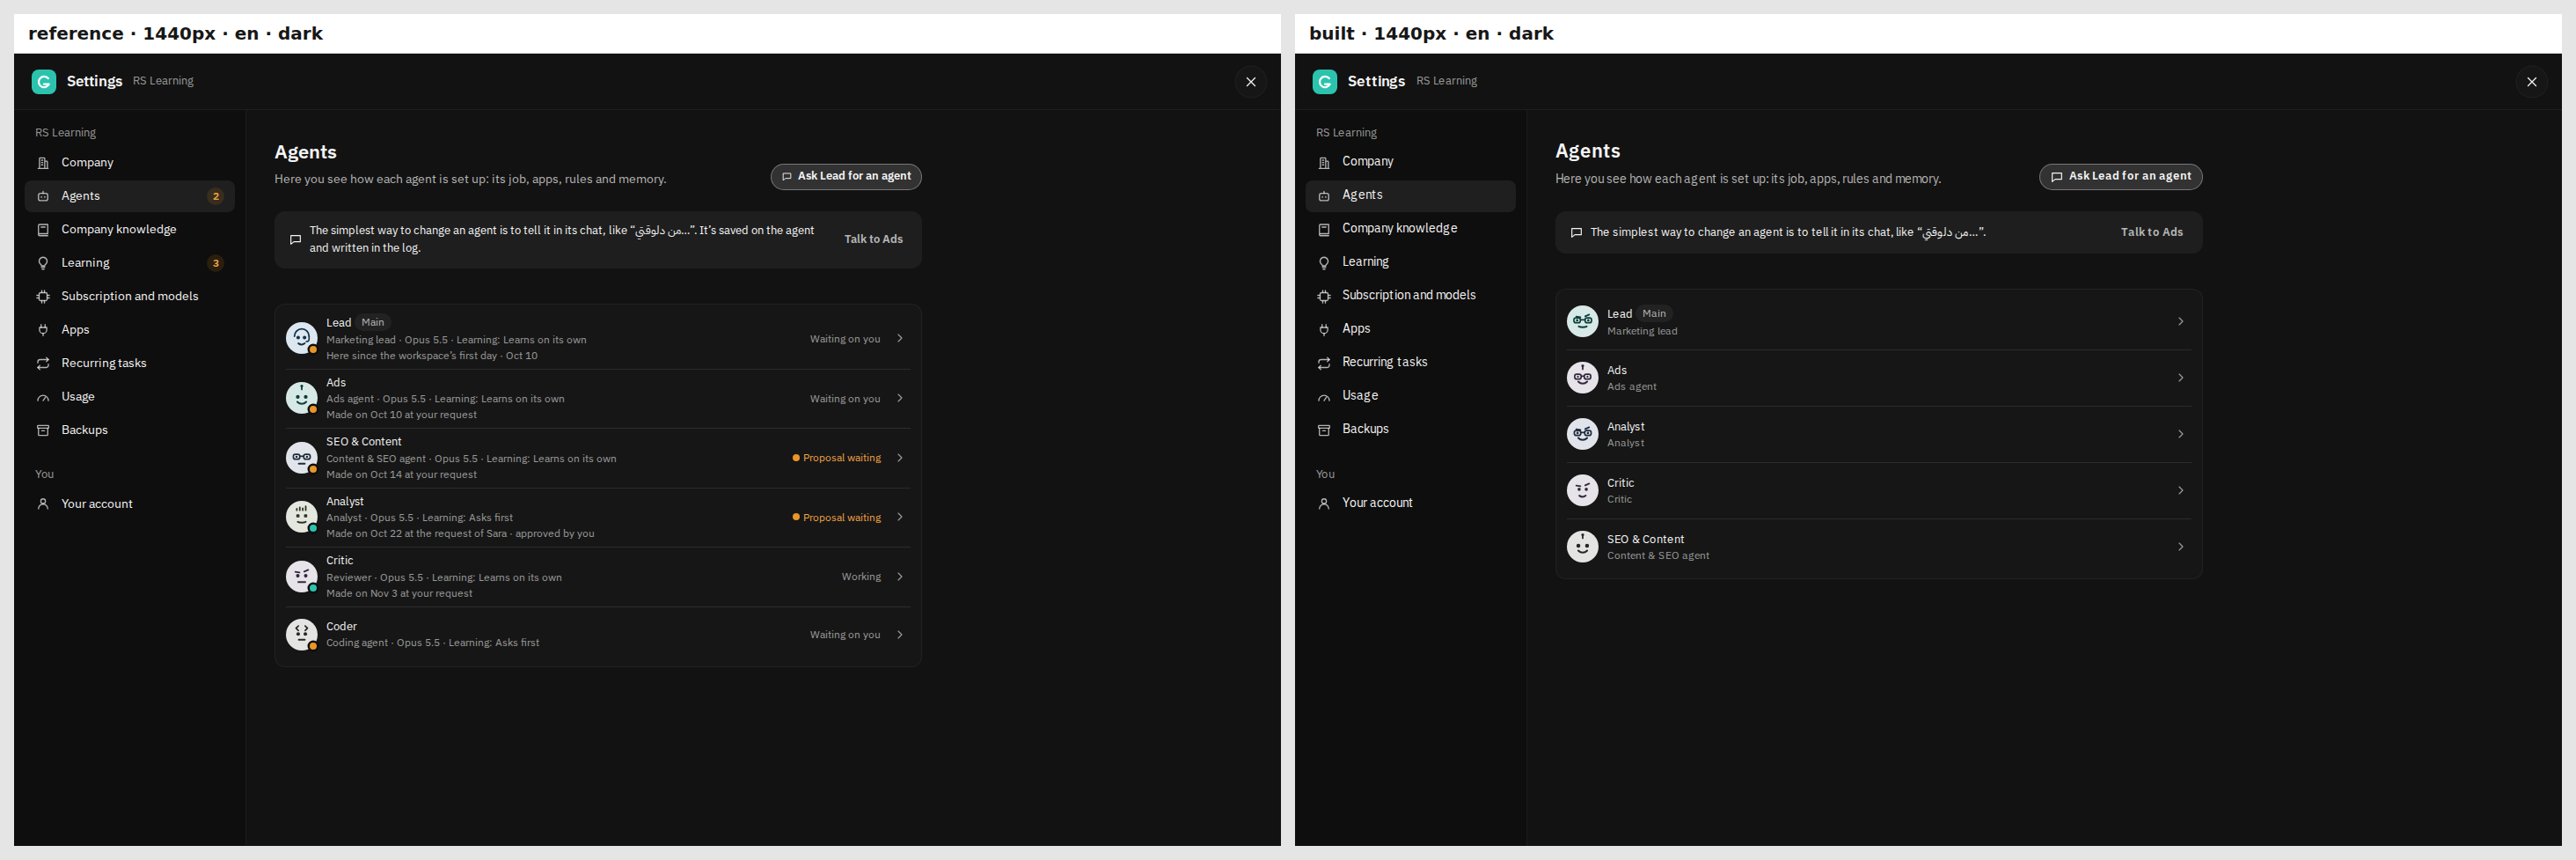 reference · 1440px · en · dark
Settings RS Learning
RS Learning
Company
Agents 2
Company knowledge
Learning 3
Subscription and models
Apps
Recurring tasks
Usage
Backups
You
Your account
Agents
Here you see how each agent is set up: its job, apps, rules and memory.
Ask Lead for an agent
The simplest way to change an agent is to tell it in its chat, like “من دلوقتي…”. It’s saved on the agent
and written in the log.
Talk to Ads
Lead Main
Marketing lead · Opus 5.5 · Learning: Learns on its own
Here since the workspace’s first day · Oct 10
Waiting on you
Ads
Ads agent · Opus 5.5 · Learning: Learns on its own
Made on Oct 10 at your request
Waiting on you
SEO & Content
Content & SEO agent · Opus 5.5 · Learning: Learns on its own
Made on Oct 14 at your request
Proposal waiting
Analyst
Analyst · Opus 5.5 · Learning: Asks first
Made on Oct 22 at the request of Sara · approved by you
Proposal waiting
Critic
Reviewer · Opus 5.5 · Learning: Learns on its own
Made on Nov 3 at your request
Working
Coder
Coding agent · Opus 5.5 · Learning: Asks first
Waiting on you
built · 1440px · en · dark
Settings RS Learning
RS Learning
Company
Agents
Company knowledge
Learning
Subscription and models
Apps
Recurring tasks
Usage
Backups
You
Your account
Agents
Here you see how each agent is set up: its job, apps, rules and memory.
Ask Lead for an agent
The simplest way to change an agent is to tell it in its chat, like “من دلوقتي…”.
Talk to Ads
Lead Main
Marketing lead
Ads
Ads agent
Analyst
Analyst
Critic
Critic
SEO & Content
Content & SEO agent